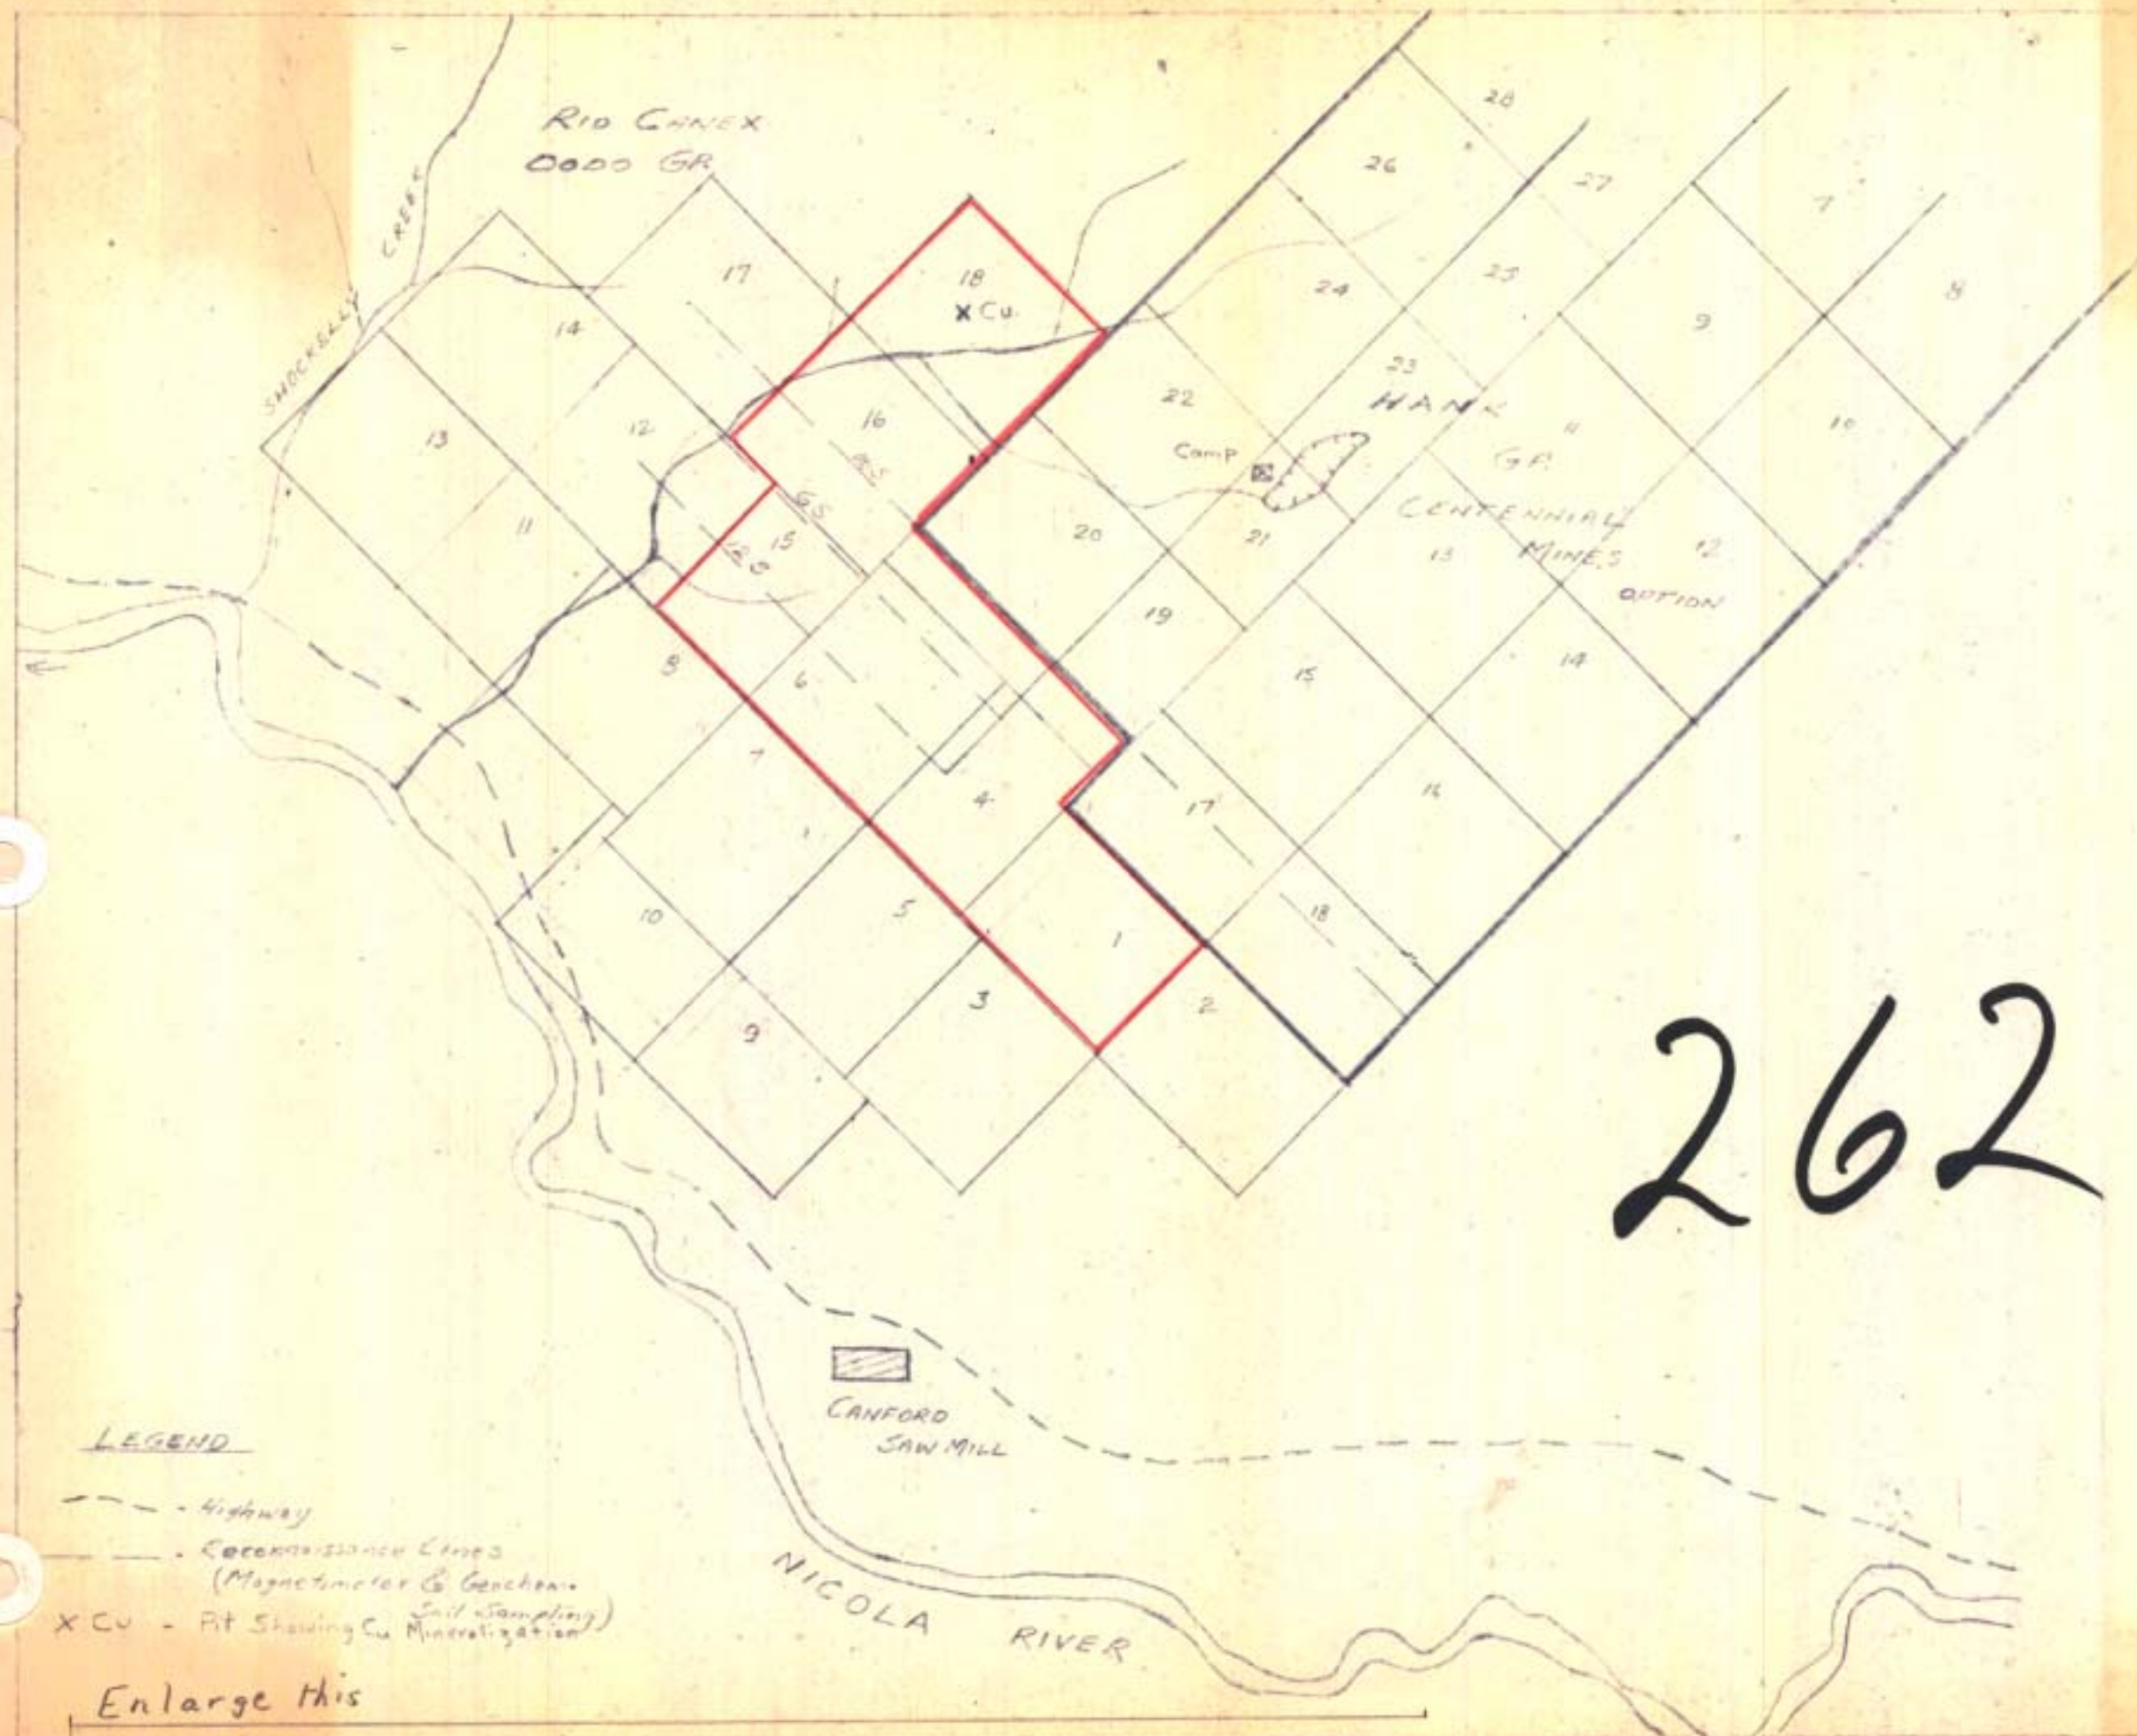 RIO CANEX
DODO GR.
SHOCKELLY CREEK
28
26
27
7
17
18
X Cu.
24
25
8
14
9
23
22
HANK
16
11
10
13
12
Camp
GR.
CENTENNIAL
6S
11
15
20
21
13
MINES
12
OPTION
19
8
6
15
14
7
4
17
16
10
5
1
18
3
2
9
262
CANFORD
SAW MILL
LEGEND
Highway
Reconnaissance Lines
(Magnetometer & Geochem.
Soil Sampling)
X Cu - Pit Showing Cu Mineralization
NICOLA RIVER
Enlarge this